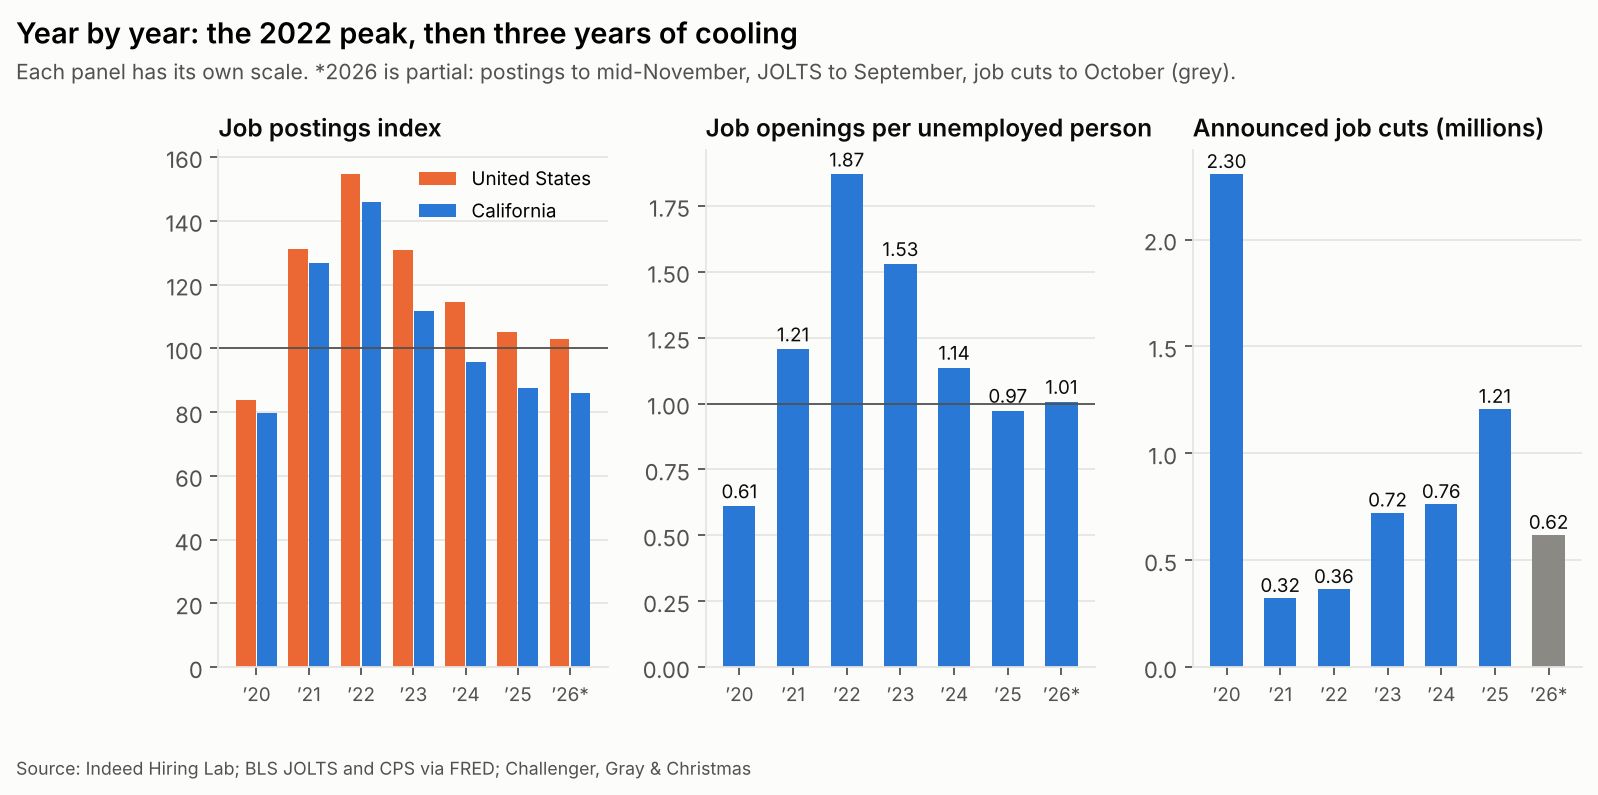 Year by year: the 2022 peak, then three years of cooling
Each panel has its own scale. *2026 is partial: postings to mid-November, JOLTS to September, job cuts to October (grey).
Job postings index
160
140
120
100
80
60
40
20
0
United States
California
’20 ’21 ’22 ’23 ’24 ’25 ’26*
Job openings per unemployed person
1.75
1.50
1.25
1.00
0.75
0.50
0.25
0.00
0.61 1.21 1.87 1.53 1.14 0.97 1.01
’20 ’21 ’22 ’23 ’24 ’25 ’26*
Announced job cuts (millions)
2.0
1.5
1.0
0.5
0.0
2.30 0.32 0.36 0.72 0.76 1.21 0.62
’20 ’21 ’22 ’23 ’24 ’25 ’26*
Source: Indeed Hiring Lab; BLS JOLTS and CPS via FRED; Challenger, Gray & Christmas